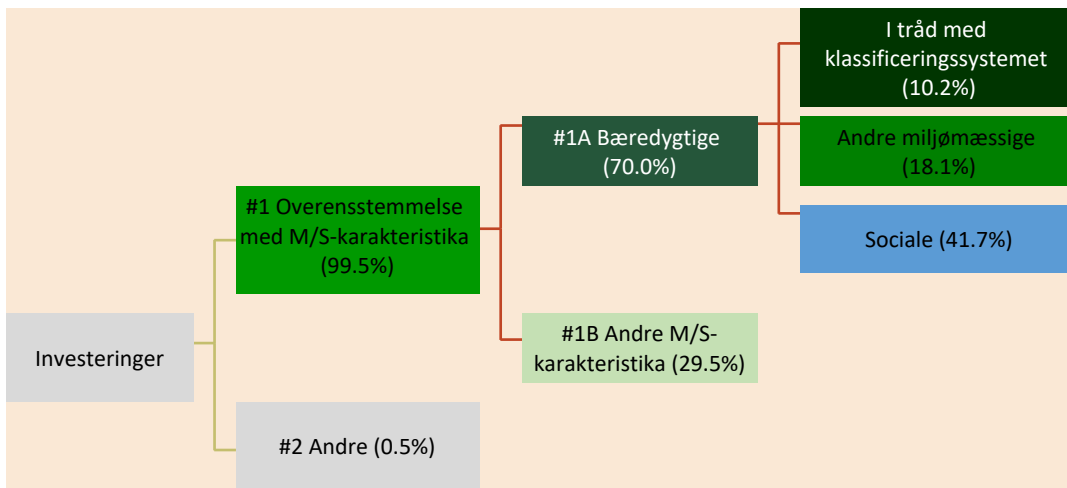 I tråd med
klassificeringssystemet
(10.2%)
#1A Bæredygtige
(70.0%)
Andre miljømæssige
(18.1%)
#1 Overensstemmelse
med M/S-karakteristika
(99.5%)
Sociale (41.7%)
#1B Andre M/S-
karakteristika (29.5%)
Investeringer
#2 Andre (0.5%)